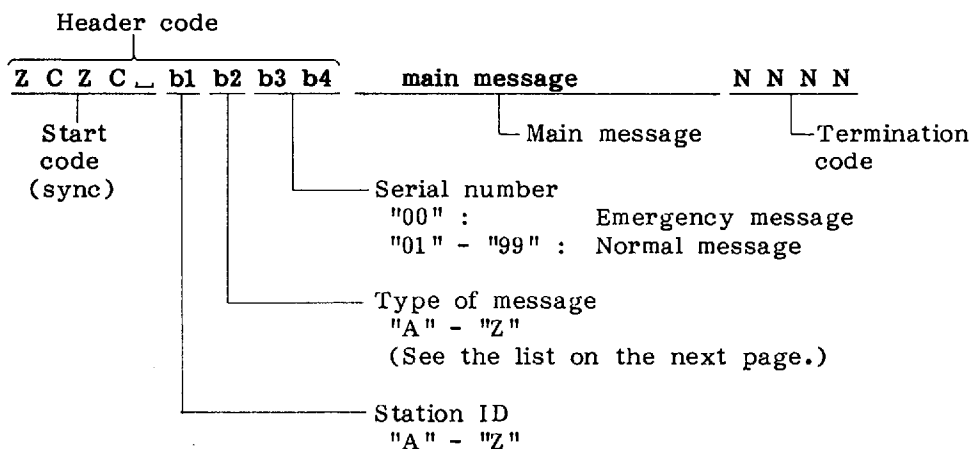 Header code
Z C Z C ⎵ b1 b2 b3 b4 main message N N N N
Start code (sync)
Main message
Termination code
Serial number
"00" : Emergency message
"01" - "99" : Normal message
Type of message
"A" - "Z"
(See the list on the next page.)
Station ID
"A" - "Z"